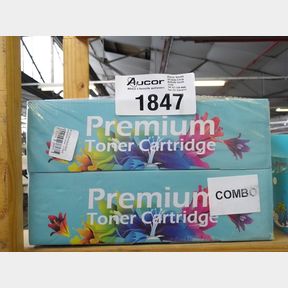 Aucor
1847
Premium
Toner Cartridge
Premium
Toner Cartridge
COMBO